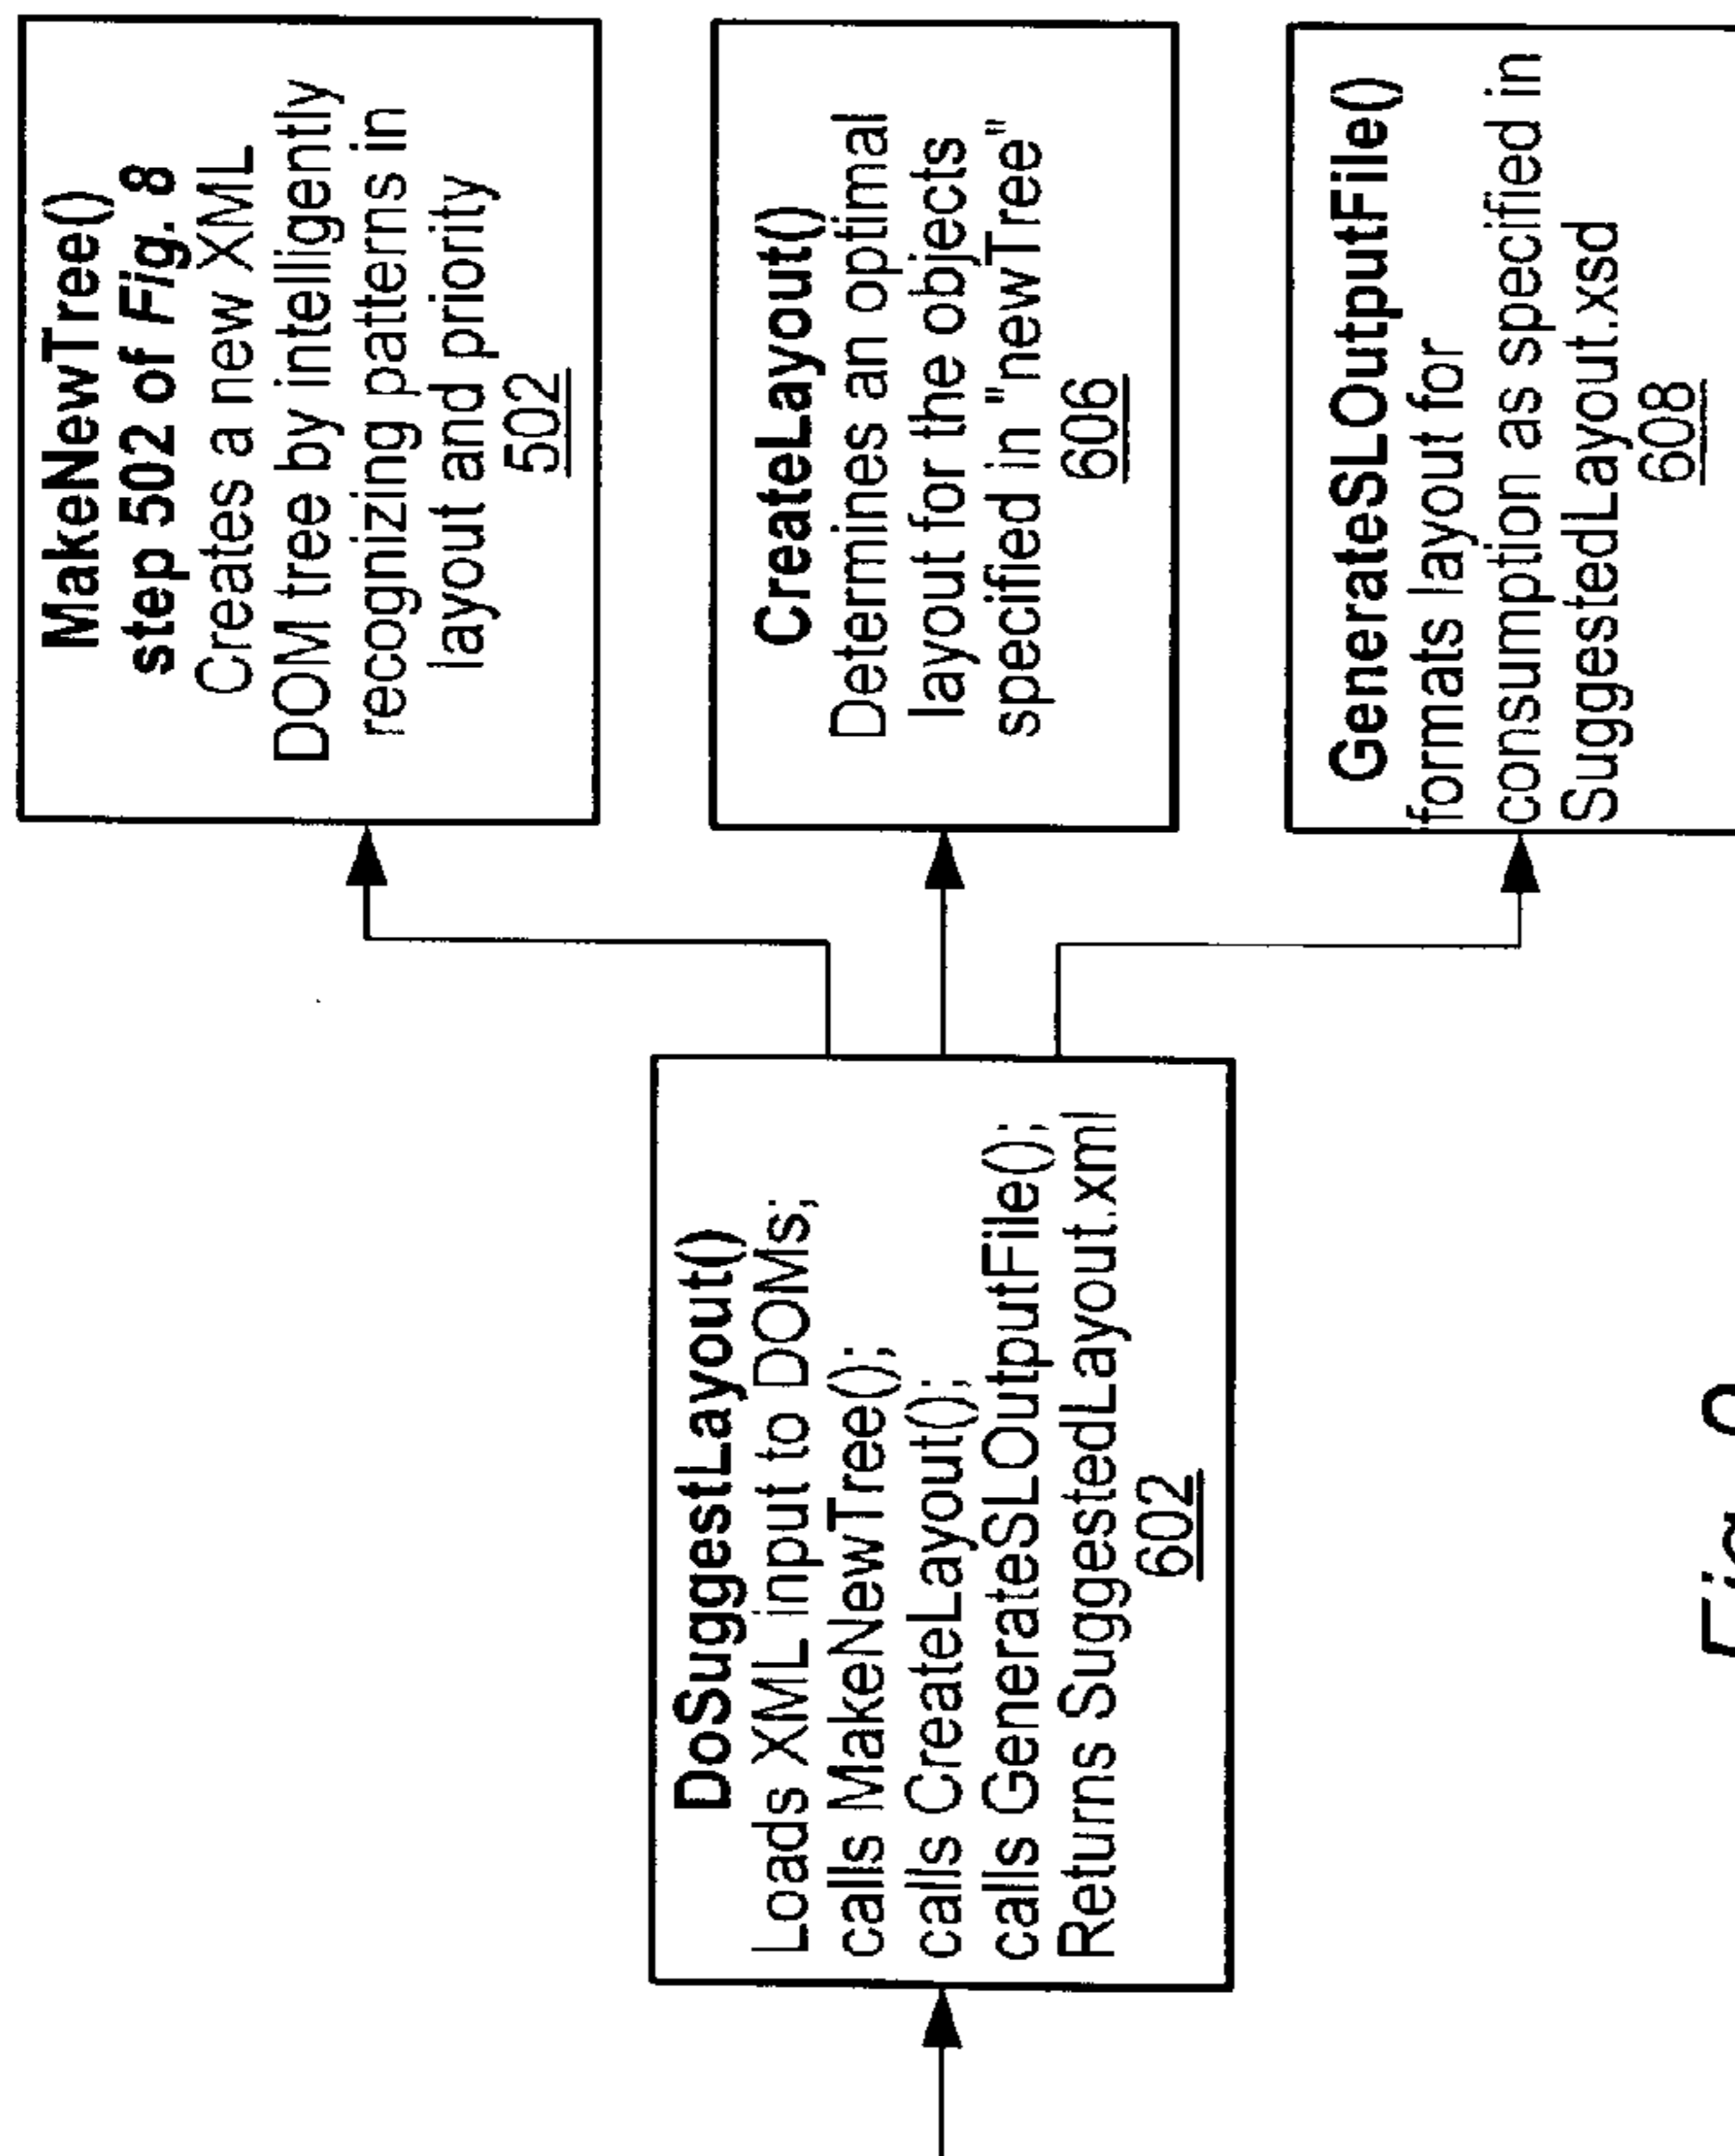 MakeNewTree()
step 502 of Fig. 8
Creates a new XML
DOM tree by intelligently
recognizing patterns in
layout and priority
502
DoSuggestLayout()
Loads XML input to DOMs;
calls MakeNewTree();
calls CreateLayout();
calls GenerateSLOutputFile();
Returns SuggestedLayout.xml
602
CreateLayout()
Determines an optimal
layout for the objects
specified in "newTree"
606
GenerateSLOutputFile()
formats layout for
consumption as specified in
SuggestedLayout.xsd
608
Fig.